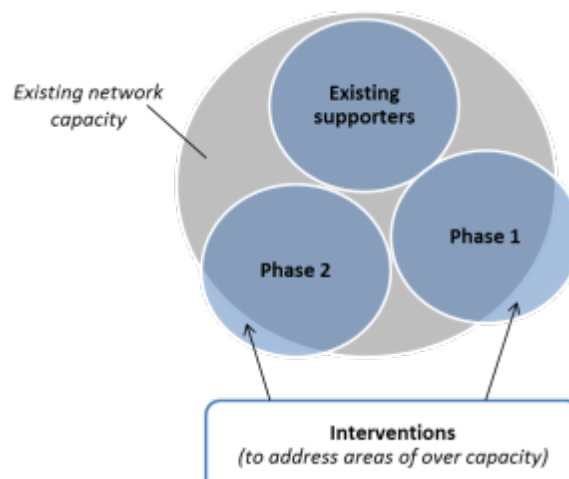 Existing network
capacity
Existing
supporters
Phase 1
Phase 2
Interventions
(to address areas of over capacity)